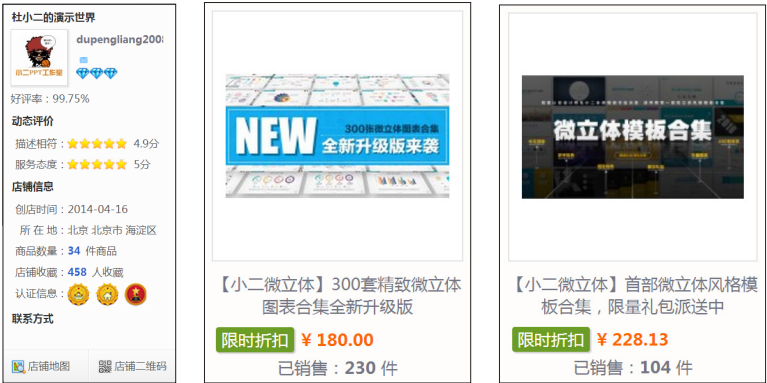 杜小二的演示世界
dupengliang2008
小二PPT工作室
好评率：99.75%
动态评价
描述相符：4.9分
服务态度：5分
店铺信息
创店时间：2014-04-16
所 在 地：北京 北京市 海淀区
商品数量：34 件商品
店铺收藏：458 人收藏
认证信息：
联系方式
店铺地图
店铺二维码
NEW
300张微立体图表合集
全新升级版来袭
【小二微立体】300套精致微立体
图表合集全新升级版
限时折扣 ¥ 180.00
已销售：230 件
微立体模板合集
【小二微立体】首部微立体风格模
板合集，限量礼包派送中
限时折扣 ¥ 228.13
已销售：104 件